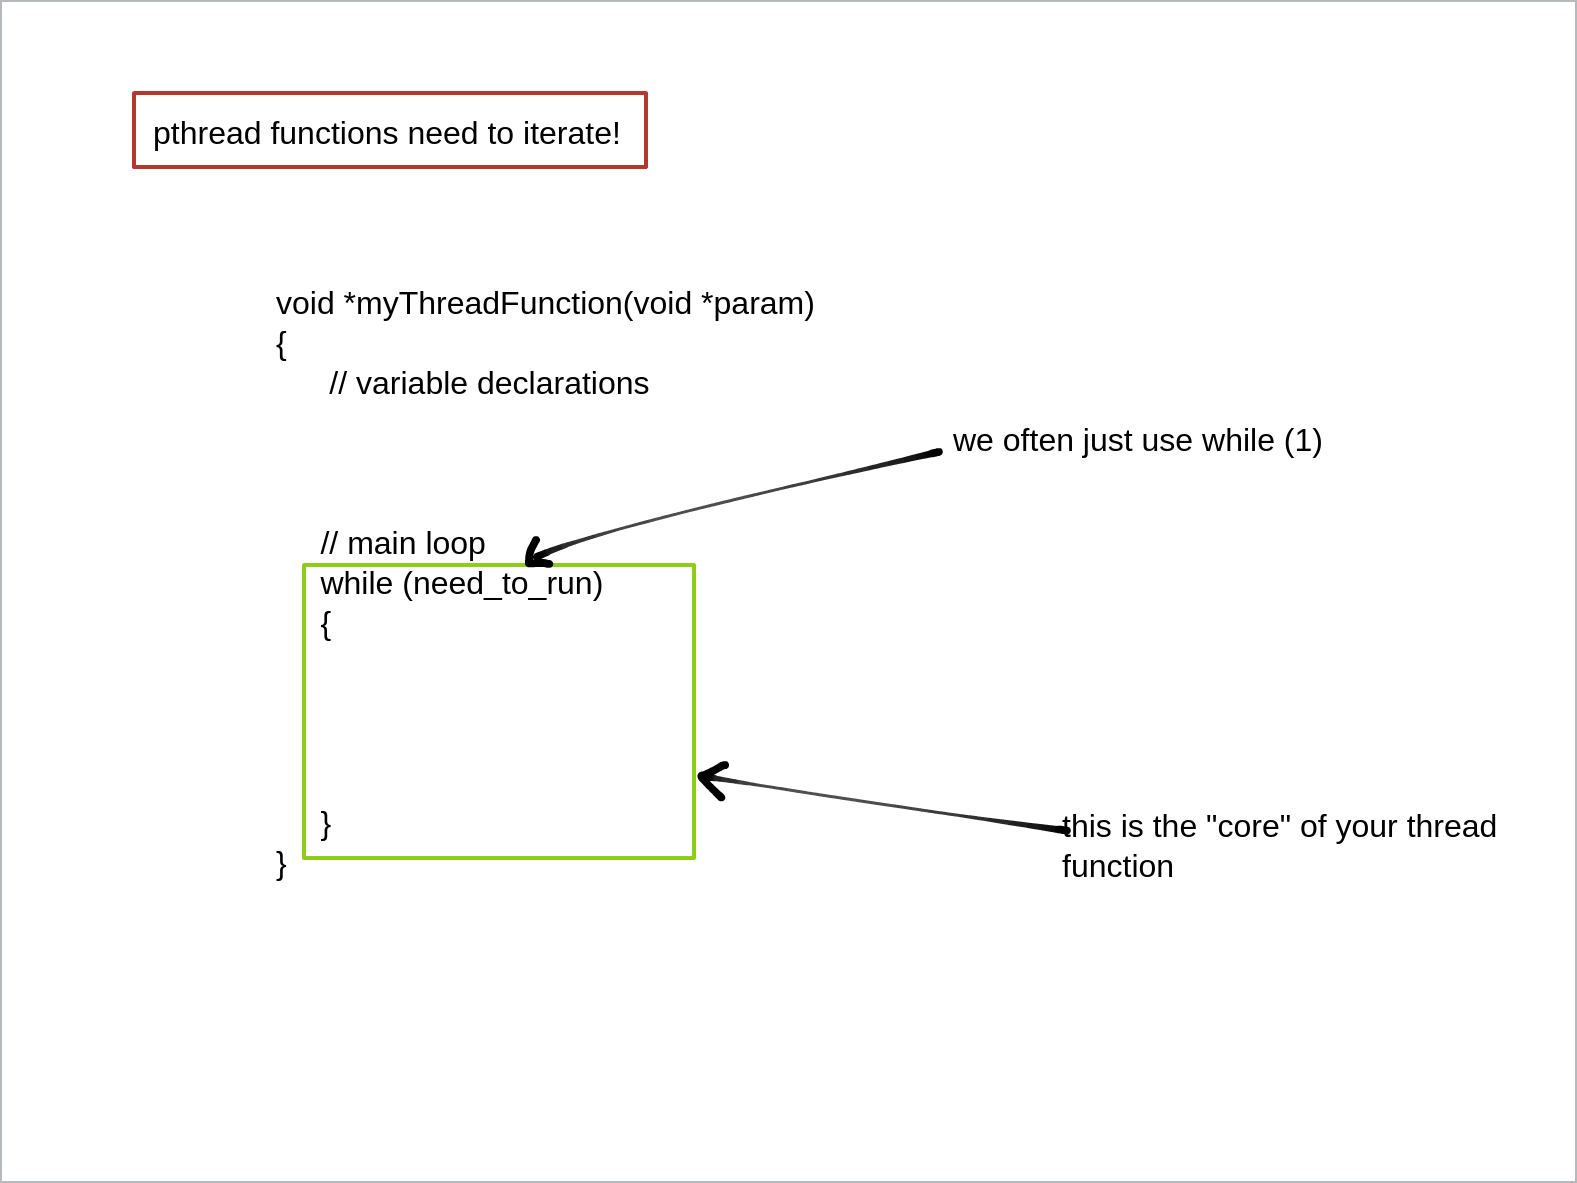 pthread functions need to iterate!
void *myThreadFunction(void *param)
{
// variable declarations
we often just use while (1)
// main loop
while (need_to_run)
{
}
this is the "core" of your thread
function
}